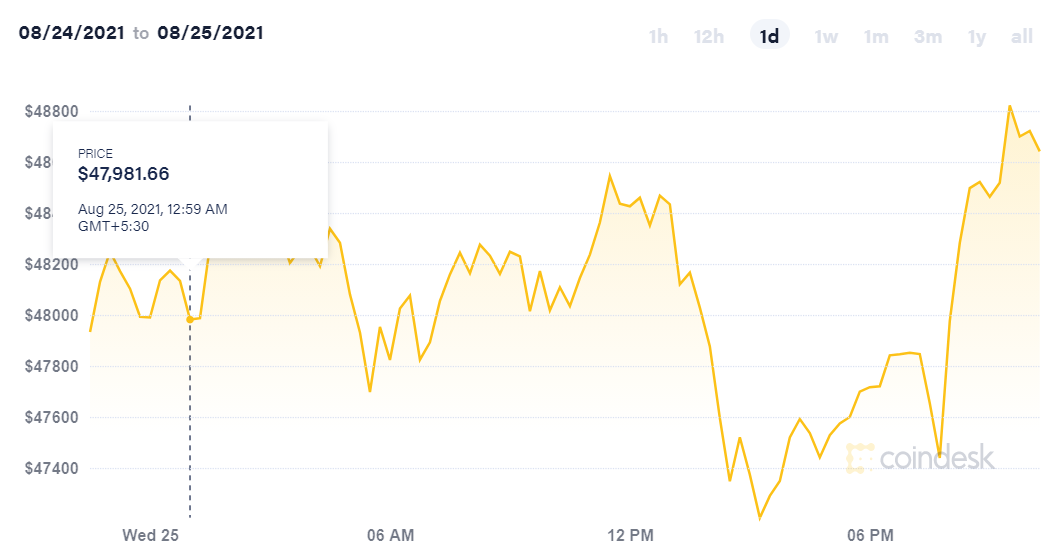 08/24/2021 to 08/25/2021
1h 12h 1d 1w 1m 3m 1y all
$48800
PRICE
$48
$47,981.66
Aug 25, 2021, 12:59 AM
$48
GMT+5:30
$48200
$48000
$47800
$47600
coindesk
$47400
Wed 25 06 AM 12 PM 06 PM